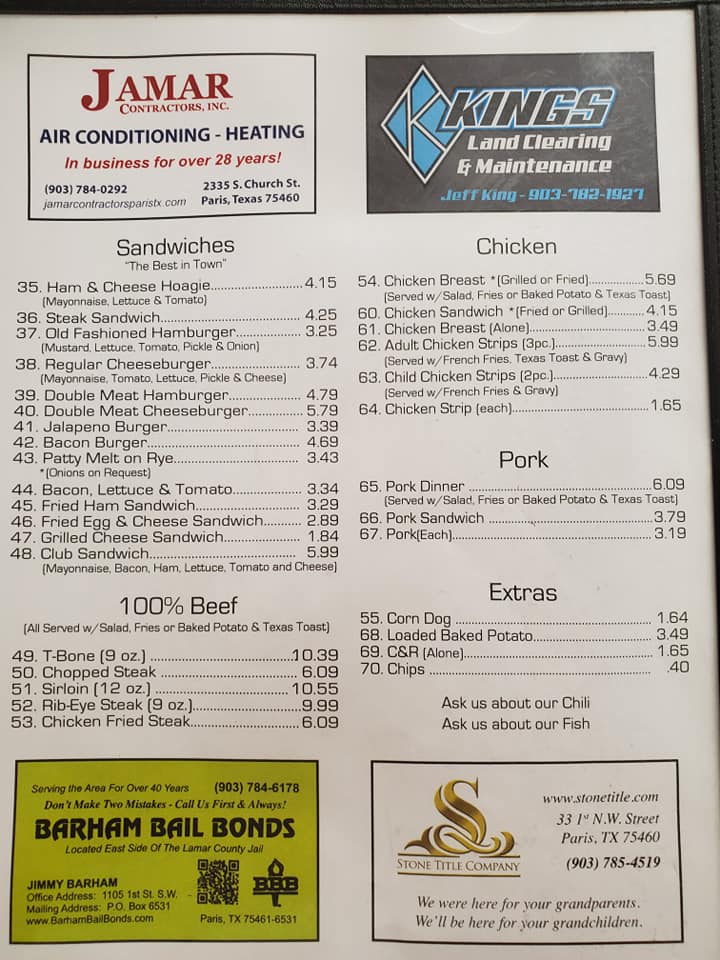 JAMAR
CONTRACTORS, INC.
AIR CONDITIONING - HEATING
In business for over 28 years!
(903) 784-0292
jamarcontractorsparistx.com
2335 S. Church St.
Paris, Texas 75460
K KINGS
Land Clearing
& Maintenance
Jeff King - 903-782-1927
Sandwiches
"The Best in Town"
35. Ham & Cheese Hoagie..........................4.15
(Mayonnaise, Lettuce & Tomato)
36. Steak Sandwich........................................ 4.25
37. Old Fashioned Hamburger.................... 3.25
(Mustard, Lettuce, Tomato, Pickle & Onion)
38. Regular Cheeseburger........................... 3.74
(Mayonnaise, Tomato, Lettuce, Pickle & Cheese)
39. Double Meat Hamburger....................... 4.79
40. Double Meat Cheeseburger.................. 5.79
41. Jalapeno Burger..................................... 3.39
42. Bacon Burger.......................................... 4.69
43. Patty Melt on Rye................................... 3.43
*(Onions on Request)
44. Bacon, Lettuce & Tomato...................... 3.34
45. Fried Ham Sandwich.............................. 3.29
46. Fried Egg & Cheese Sandwich............ 2.89
47. Grilled Cheese Sandwich....................... 1.84
48. Club Sandwich........................................ 5.99
(Mayonnaise, Bacon, Ham, Lettuce, Tomato and Cheese)
100% Beef
(All Served w/Salad, Fries or Baked Potato & Texas Toast)
49. T-Bone (9 oz.) ......................................10.39
50. Chopped Steak ..................................... 6.09
51. Sirloin (12 oz.) ..................................... 10.55
52. Rib-Eye Steak (9 oz.).............................9.99
53. Chicken Fried Steak.............................. 6.09
Chicken
54. Chicken Breast *(Grilled or Fried)................5.69
(Served w/Salad, Fries or Baked Potato & Texas Toast)
60. Chicken Sandwich *(Fried or Grilled)...........4.15
61. Chicken Breast (Alone)................................. 3.49
62. Adult Chicken Strips (3pc.)...........................5.99
(Served w/French Fries, Texas Toast & Gravy)
63. Child Chicken Strips (2pc.)...........................4.29
(Served w/French Fries & Gravy)
64. Chicken Strip (each)......................................1.65
Pork
65. Pork Dinner ..................................................6.09
(Served w/Salad, Fries or Baked Potato & Texas Toast)
66. Pork Sandwich ..............................................3.79
67. Pork(Each)......................................................3.19
Extras
55. Corn Dog ........................................................1.64
68. Loaded Baked Potato.................................3.49
69. C&R (Alone)................................................... 1.65
70. Chips ............................................................. .40
Ask us about our Chili
Ask us about our Fish
Serving the Area For Over 40 Years (903) 784-6178
Don't Make Two Mistakes - Call Us First & Always!
BARHAM BAIL BONDS
Located East Side Of The Lamar County Jail
JIMMY BARHAM
Office Address: 1105 1st St. S.W.
Mailing Address: P.O. Box 6531
www.BarhamBailBonds.com
BBB
Paris, TX 75461-6531
STONE TITLE COMPANY
www.stonetitle.com
33 1st N.W. Street
Paris, TX 75460
(903) 785-4519
We were here for your grandparents.
We'll be here for your grandchildren.